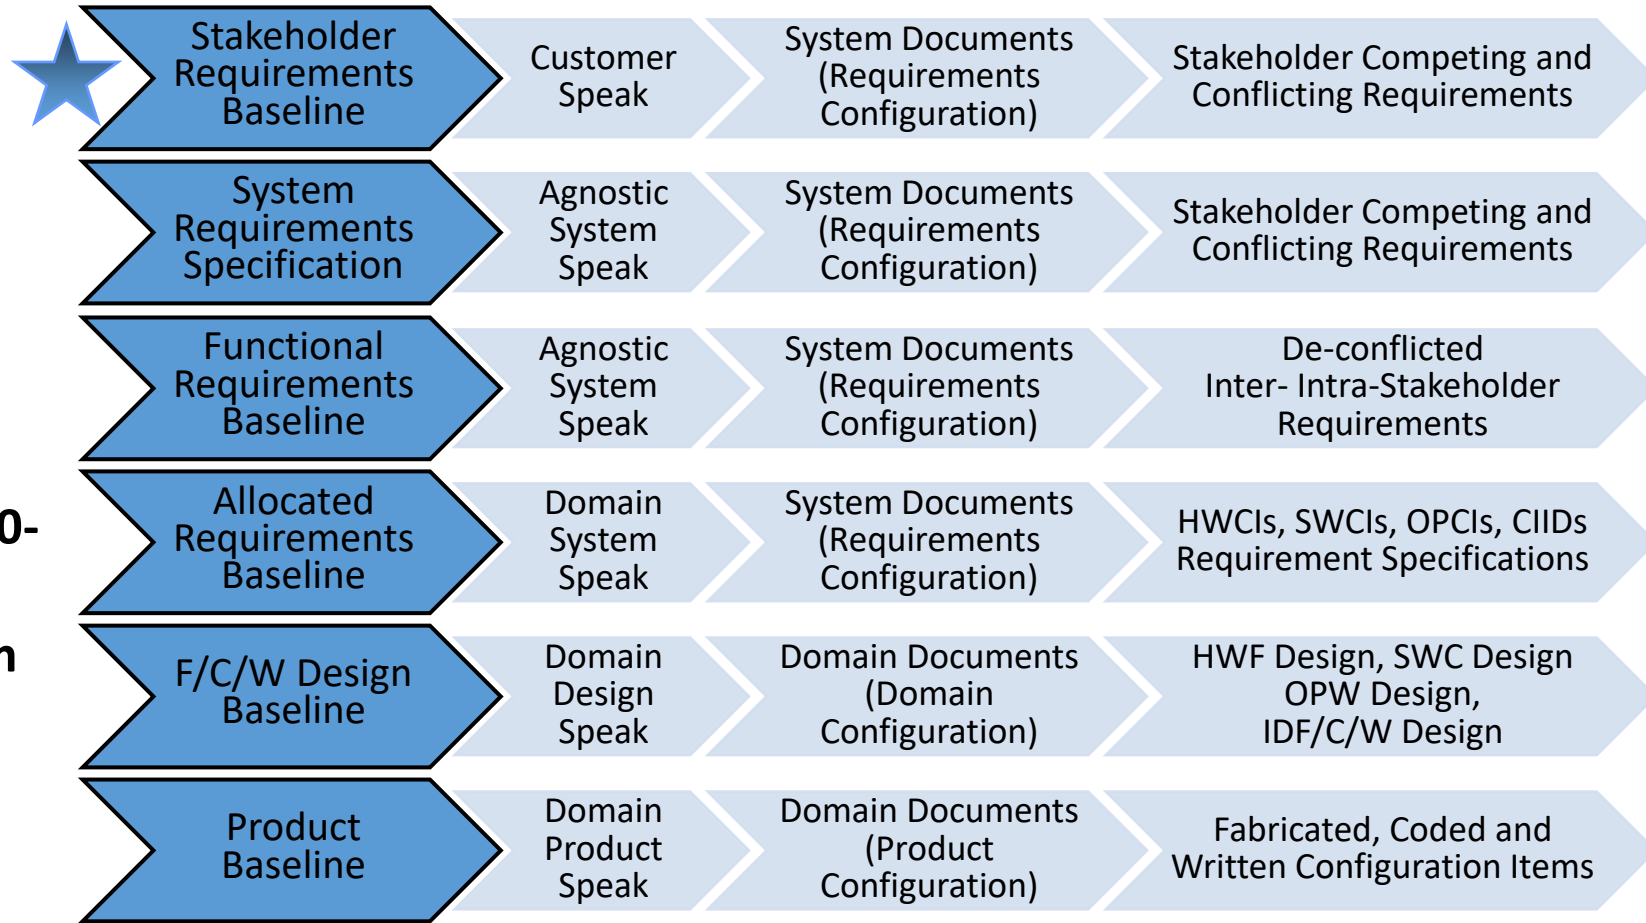 Stakeholder
Requirements
Baseline
Customer
Speak
System Documents
(Requirements
Configuration)
Stakeholder Competing and
Conflicting Requirements
System
Requirements
Specification
Agnostic
System
Speak
System Documents
(Requirements
Configuration)
Stakeholder Competing and
Conflicting Requirements
Functional
Requirements
Baseline
Agnostic
System
Speak
System Documents
(Requirements
Configuration)
De-conflicted
Inter- Intra-Stakeholder
Requirements
0-
Allocated
Requirements
Baseline
Domain
System
Speak
System Documents
(Requirements
Configuration)
HWCIs, SWCIs, OPCIs, CIIDs
Requirement Specifications
F/C/W Design
Baseline
Domain
Design
Speak
Domain Documents
(Domain
Configuration)
HWF Design, SWC Design
OPW Design,
IDF/C/W Design
Product
Baseline
Domain
Product
Speak
Domain Documents
(Product
Configuration)
Fabricated, Coded and
Written Configuration Items